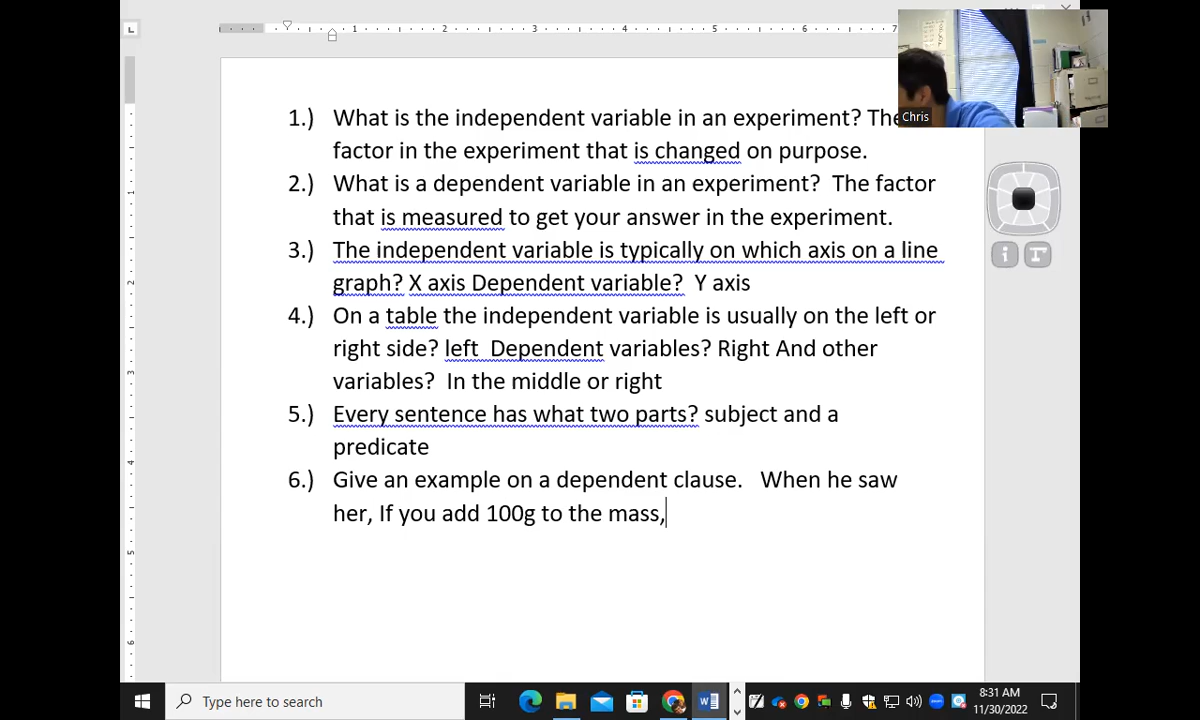 Chris
1.) What is the independent variable in an experiment? The
factor in the experiment that is changed on purpose.
2.) What is a dependent variable in an experiment?  The factor
that is measured to get your answer in the experiment.
3.) The independent variable is typically on which axis on a line
graph? X axis Dependent variable?  Y axis
4.) On a table the independent variable is usually on the left or
right side? left  Dependent variables? Right And other
variables?  In the middle or right
5.) Every sentence has what two parts? subject and a
predicate
6.) Give an example on a dependent clause.   When he saw
her, If you add 100g to the mass,
Type here to search
8:31 AM
11/30/2022